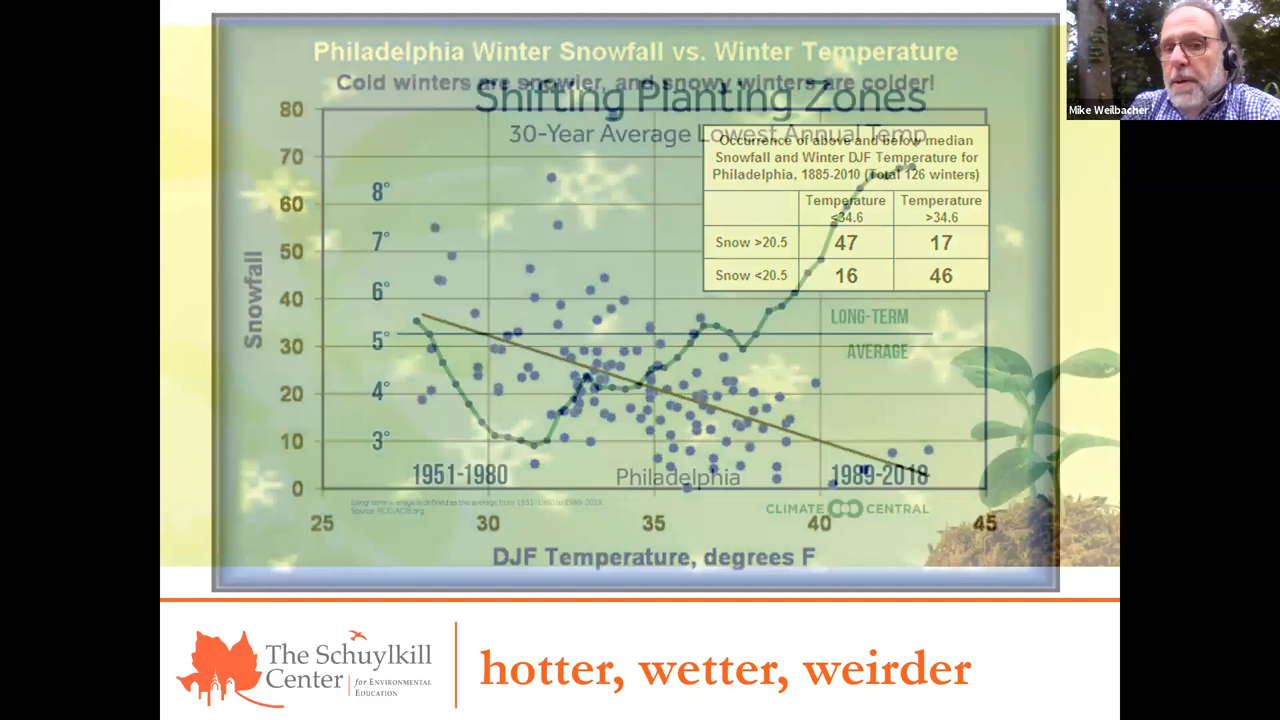 Philadelphia Winter Snowfall vs. Winter Temperature
Cold winters are snowier, and snowy winters are colder!
Shifting Planting Zones
30-Year Average Lowest Annual Temp
Occurrence of above and below median
Snowfall and Winter DJF Temperature for
Philadelphia, 1885-2010 (Total 126 winters)
Temperature <34.6
Temperature >34.6
Snow >20.5 47 17
Snow <20.5 16 46
Snowfall
80
70
60
50
40
30
20
10
0
8°
7°
6°
5°
4°
3°
LONG-TERM
AVERAGE
1951-1980
Philadelphia
1989-2018
CLIMATE CENTRAL
25 30 35 40 45
DJF Temperature, degrees F
The Schuylkill
Center
for ENVIRONMENTAL
EDUCATION
hotter, wetter, weirder
Mike Weilbacher